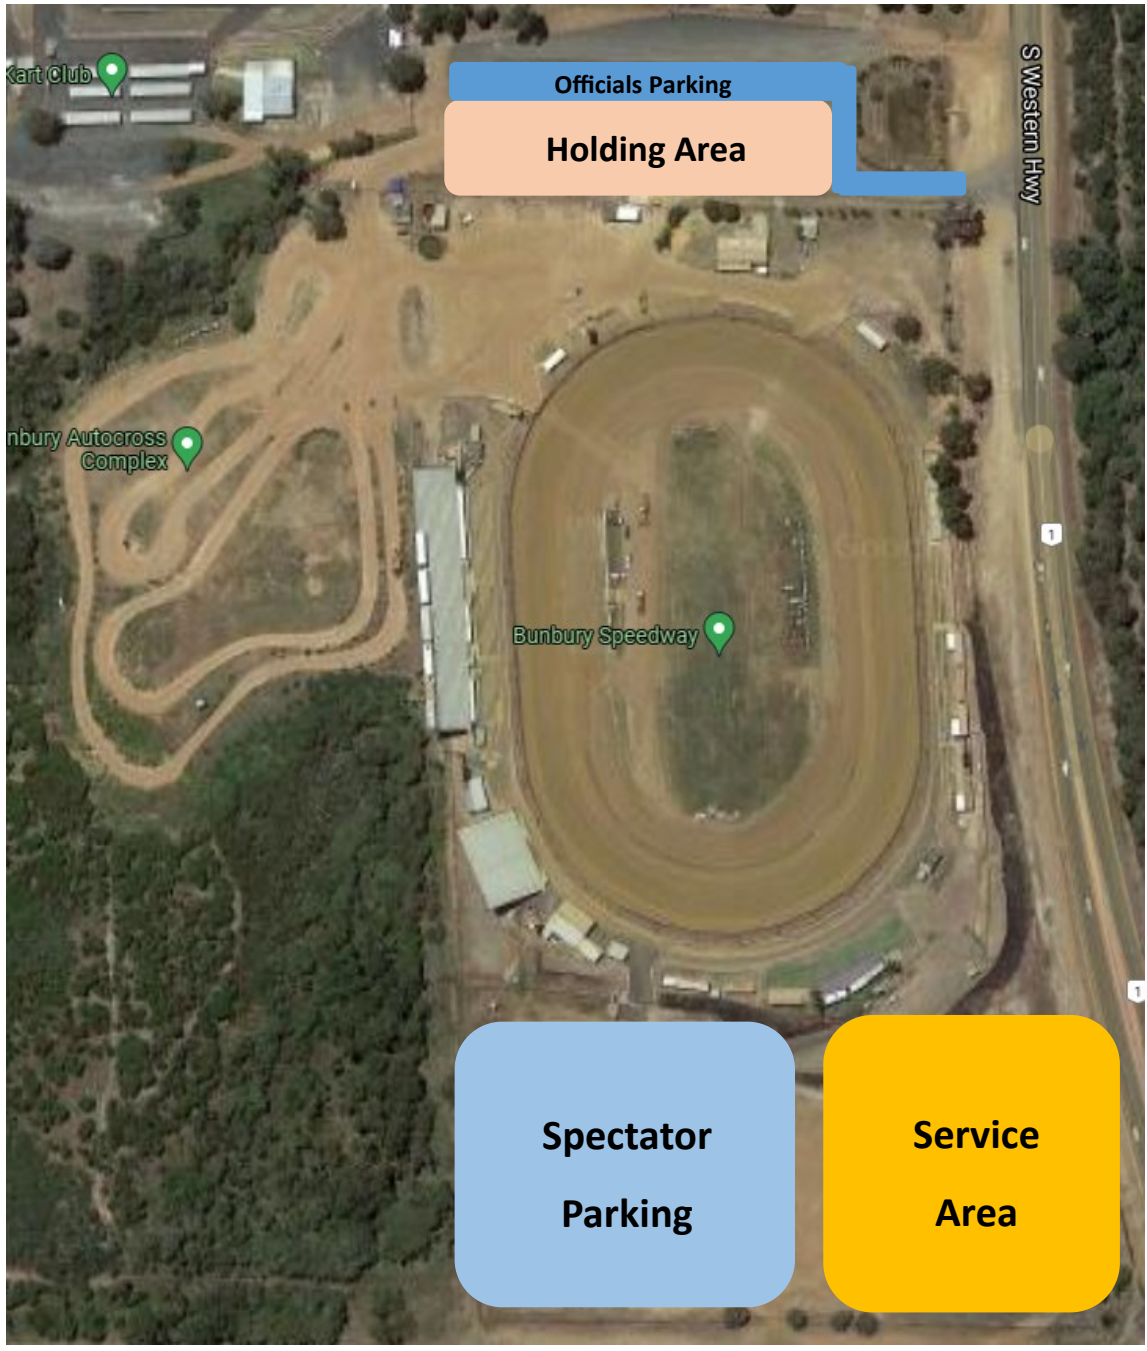 Kart Club
Officials Parking
Holding Area
S Western Hwy
nbury Autocross
Complex
1
Bunbury Speedway
1
Spectator
Parking
Service
Area